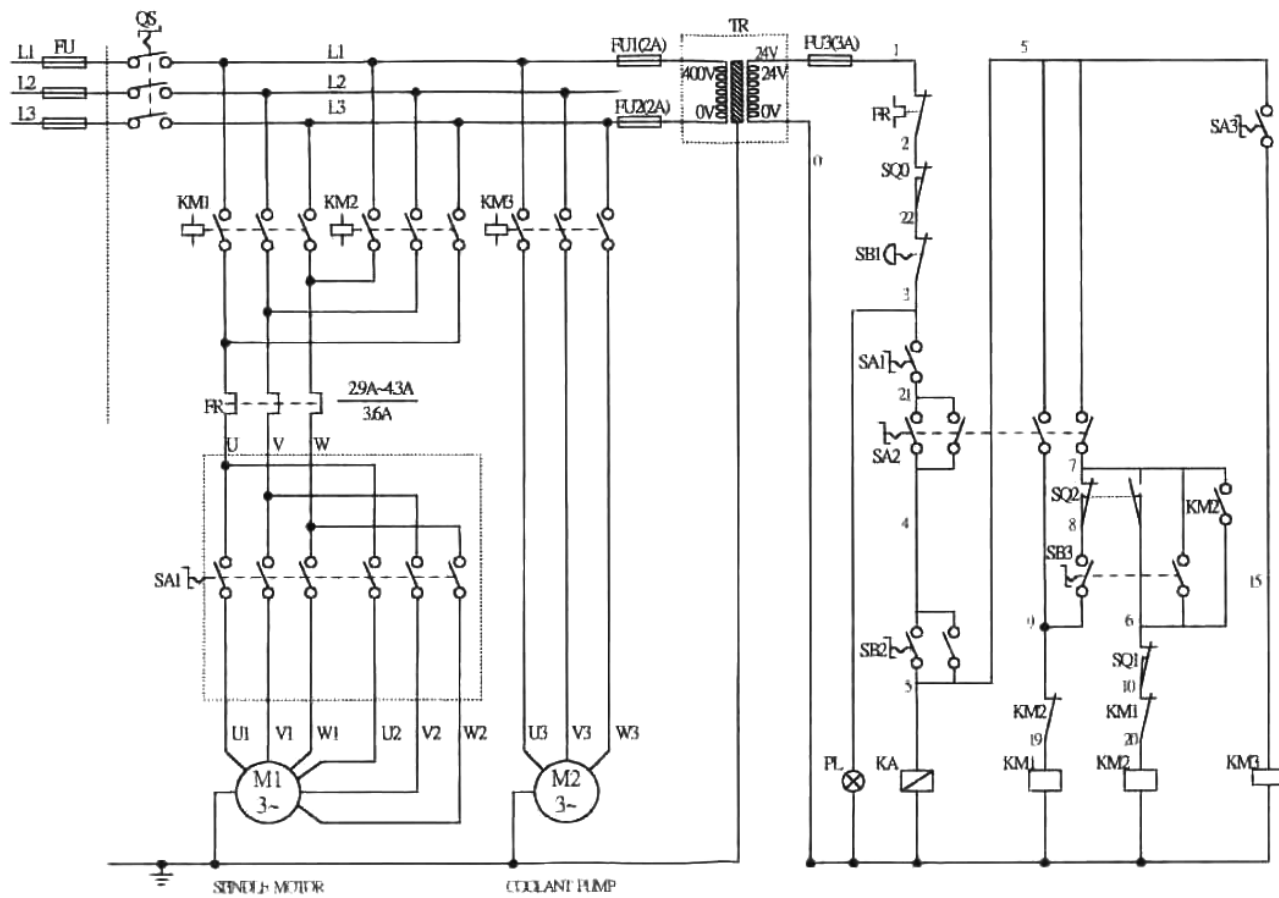 QS
TR
L1 FU L1 FU1(2A) 24V FU3(3A) 1 5
L2 L2 400V 24V
L3 L3 FU2(2A) 0V 0V
FR
SA3
2
0
SQ0
KM1 KM2 KM3
22
SB1
3
SA1
FR 2.9A~4.3A
3.6A
21
U V W
SA2
7
SQ2 KM2
4 8
SB3
SA1
15
9 6
SB2
SQ1
5 10
KM2 KM1
U1 V1 W1 U2 V2 W2 U3 V3 W3
19 20
PL KA KM1 KM2 KM3
M1 M2
3~ 3~
SPINDLE MOTOR COOLANT PUMP